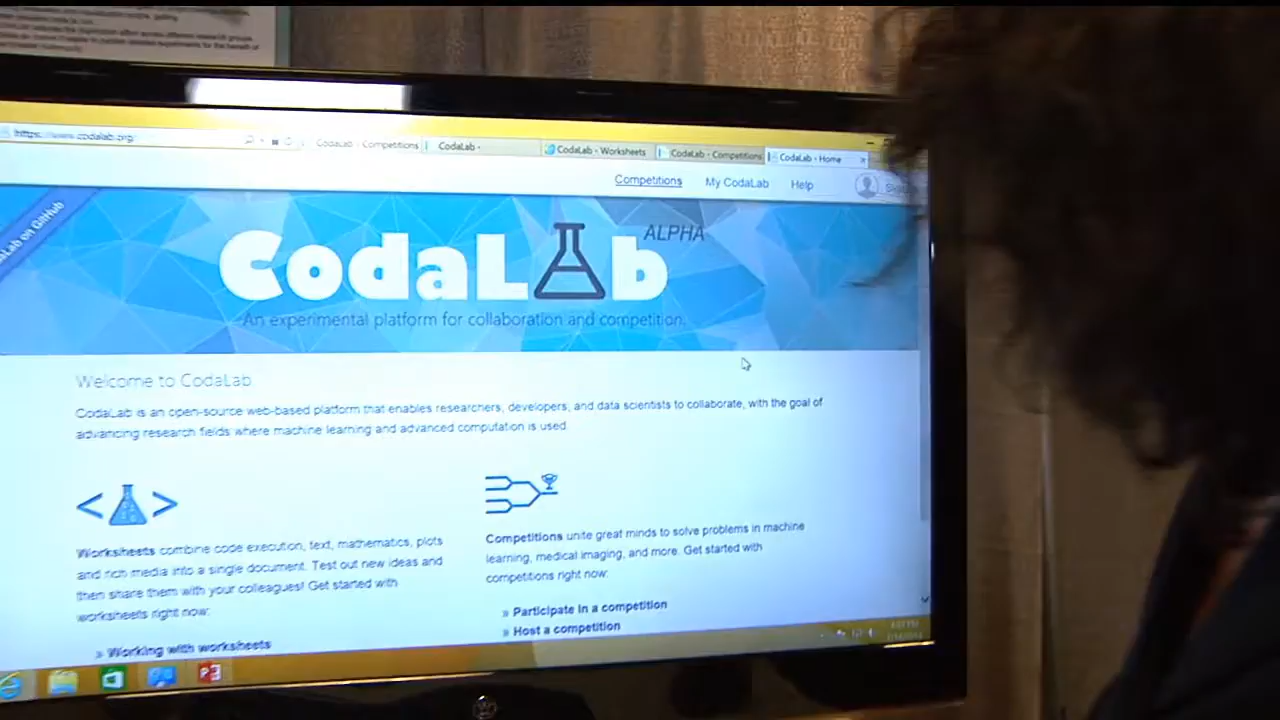 https://www.codalab.org
CodaLab - Competitions
CodaLab -
CodaLab - Worksheets
CodaLab - Competitions
CodaLab - Home
Competitions
My CodaLab
Help
Lab on GitHub
CodaLab
ALPHA
An experimental platform for collaboration and competition.
Welcome to CodaLab
CodaLab is an open-source web-based platform that enables researchers, developers, and data scientists to collaborate, with the goal of
advancing research fields where machine learning and advanced computation is used.
Worksheets combine code execution, text, mathematics, plots
and rich media into a single document. Test out new ideas and
then share them with your colleagues! Get started with
worksheets right now:
» Working with worksheets
Competitions unite great minds to solve problems in machine
learning, medical imaging, and more. Get started with
competitions right now:
» Participate in a competition
» Host a competition